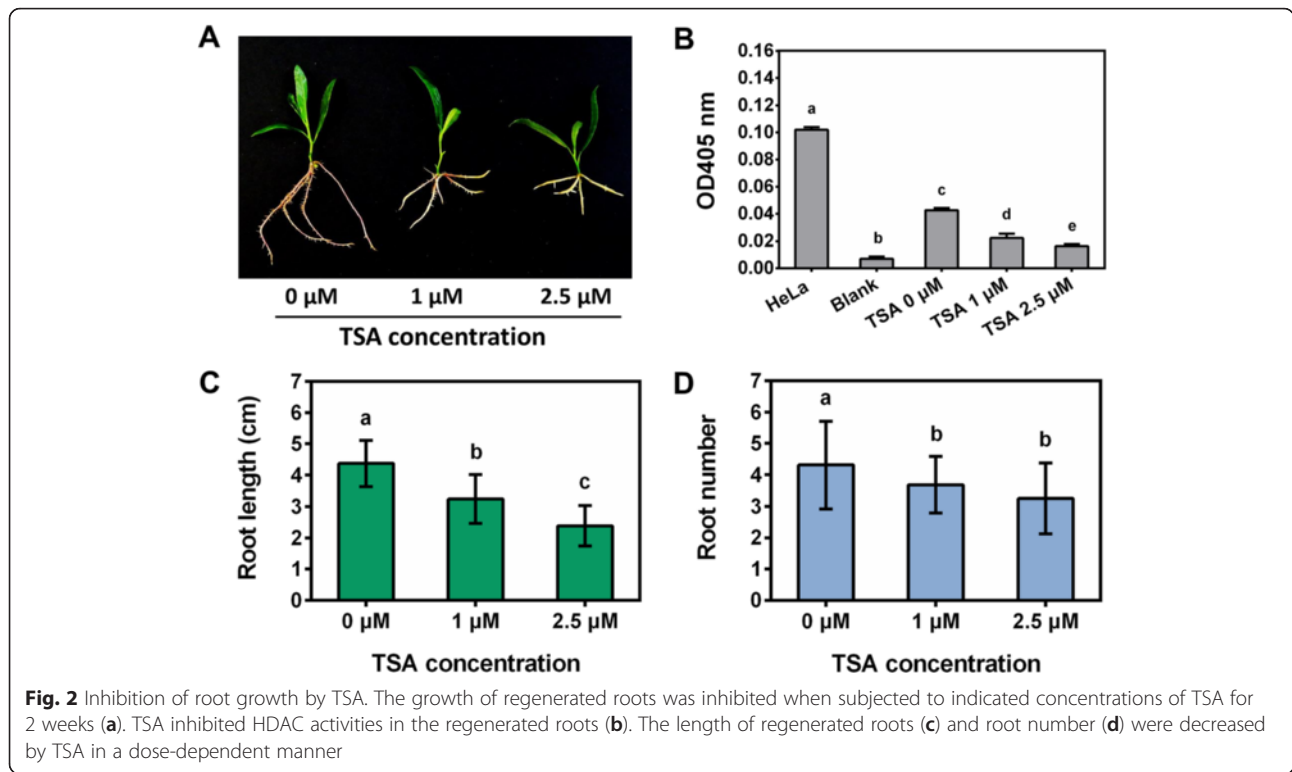 A
0 µM 1 µM 2.5 µM
TSA concentration
B
OD405 nm
0.16
0.14
0.12
0.10
0.08
0.06
0.04
0.02
0.00
a
b
c
d
e
HeLa
Blank
TSA 0 µM
TSA 1 µM
TSA 2.5 µM
C
Root length (cm)
7
6
5
4
3
2
1
0
a
b
c
0 µM 1 µM 2.5 µM
TSA concentration
D
Root number
7
6
5
4
3
2
1
0
a
b
b
0 µM 1 µM 2.5 µM
TSA concentration
Fig. 2 Inhibition of root growth by TSA. The growth of regenerated roots was inhibited when subjected to indicated concentrations of TSA for
2 weeks (a). TSA inhibited HDAC activities in the regenerated roots (b). The length of regenerated roots (c) and root number (d) were decreased
by TSA in a dose-dependent manner